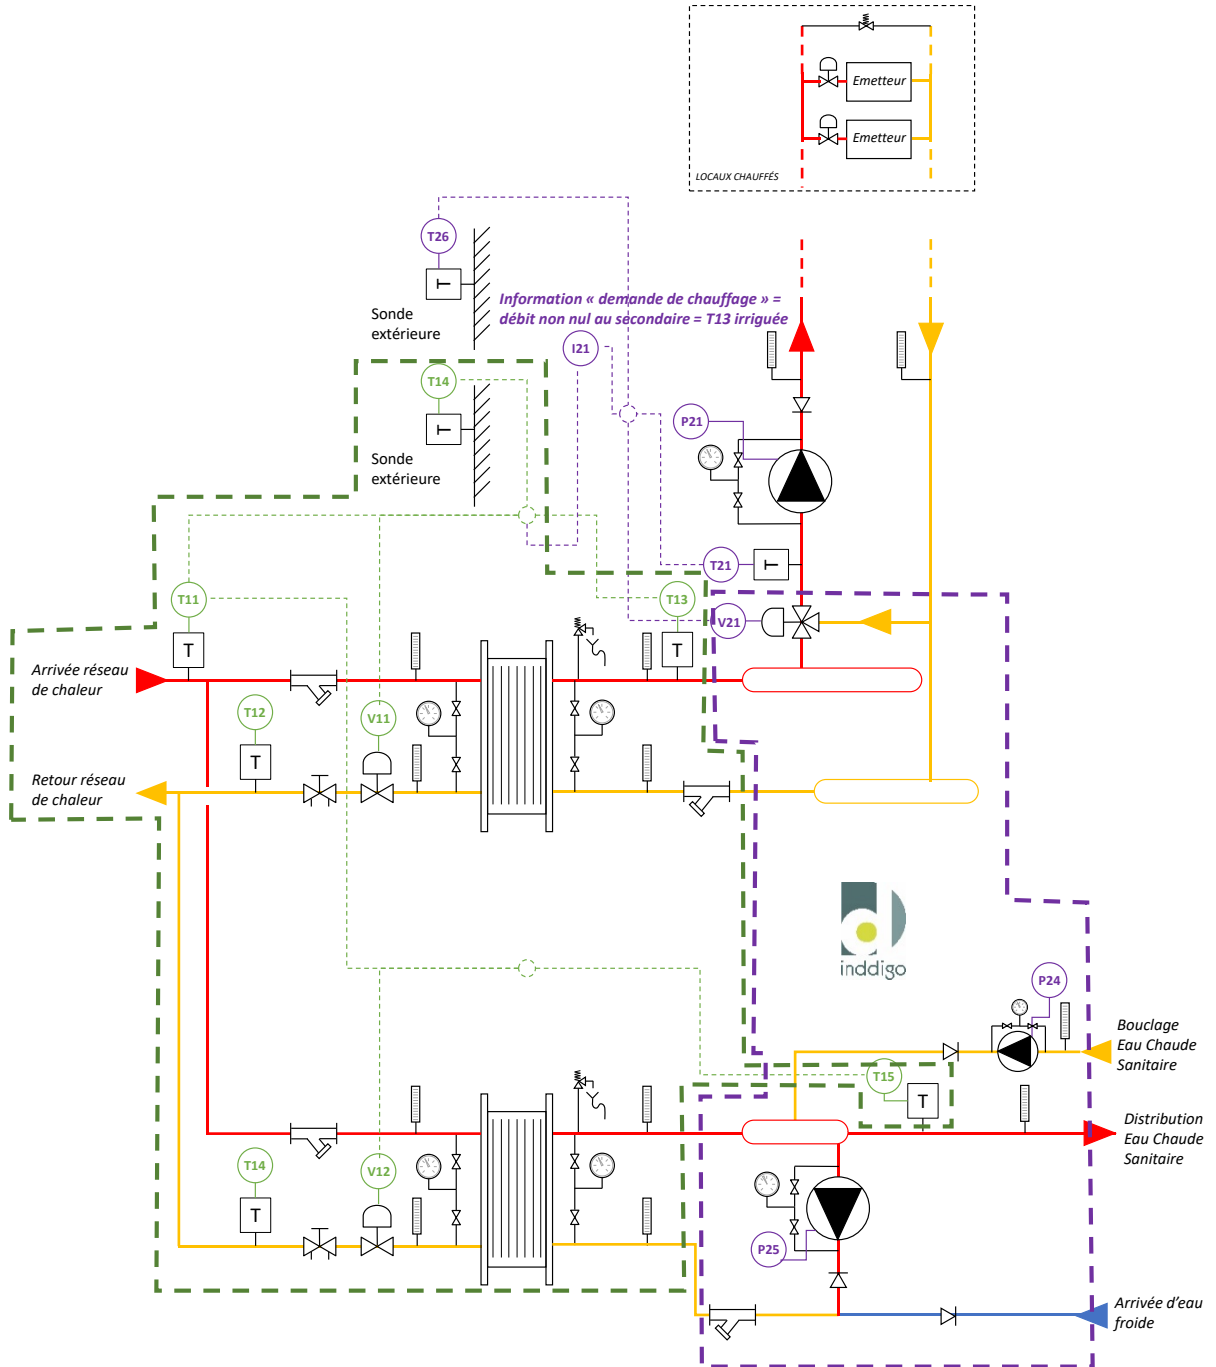 Emetteur
Emetteur
LOCAUX CHAUFFÉS
T26
T
Sonde
extérieure
Information « demande de chauffage » =
débit non nul au secondaire = T13 irriguée
I21
T14
T
Sonde
extérieure
P21
T21
T
T11
T
T13
T
V21
Arrivée réseau
de chaleur
T12
T
V11
Retour réseau
de chaleur
inddigo
P24
Bouclage
Eau Chaude
Sanitaire
T15
T
Distribution
Eau Chaude
Sanitaire
T14
T
V12
P25
Arrivée d'eau
froide